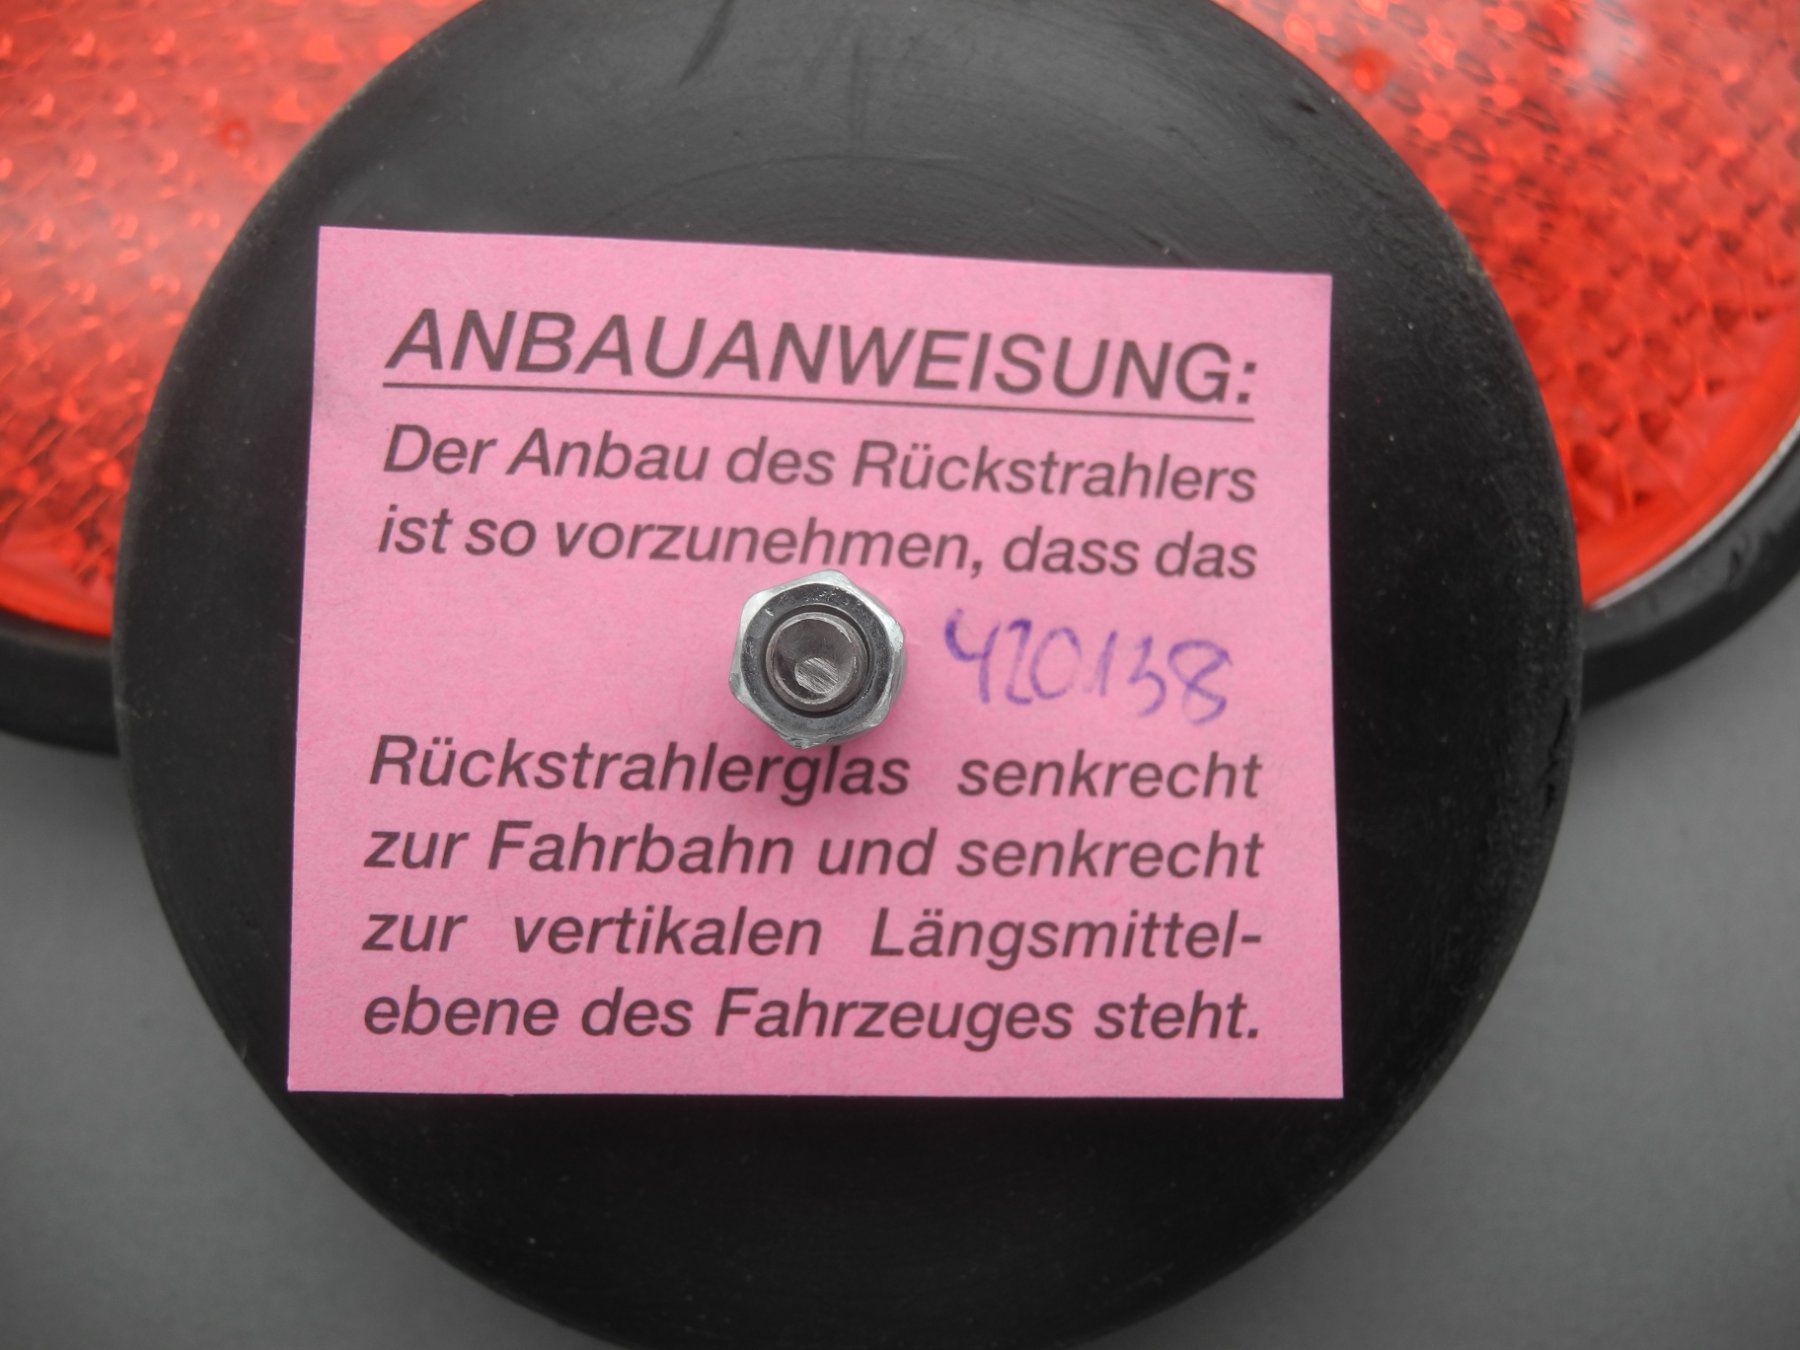 ANBAUANWEISUNG:
Der Anbau des Rückstrahlers
ist so vorzunehmen, dass das
420138
Rückstrahlerglas senkrecht
zur Fahrbahn und senkrecht
zur vertikalen Längsmittel-
ebene des Fahrzeuges steht.